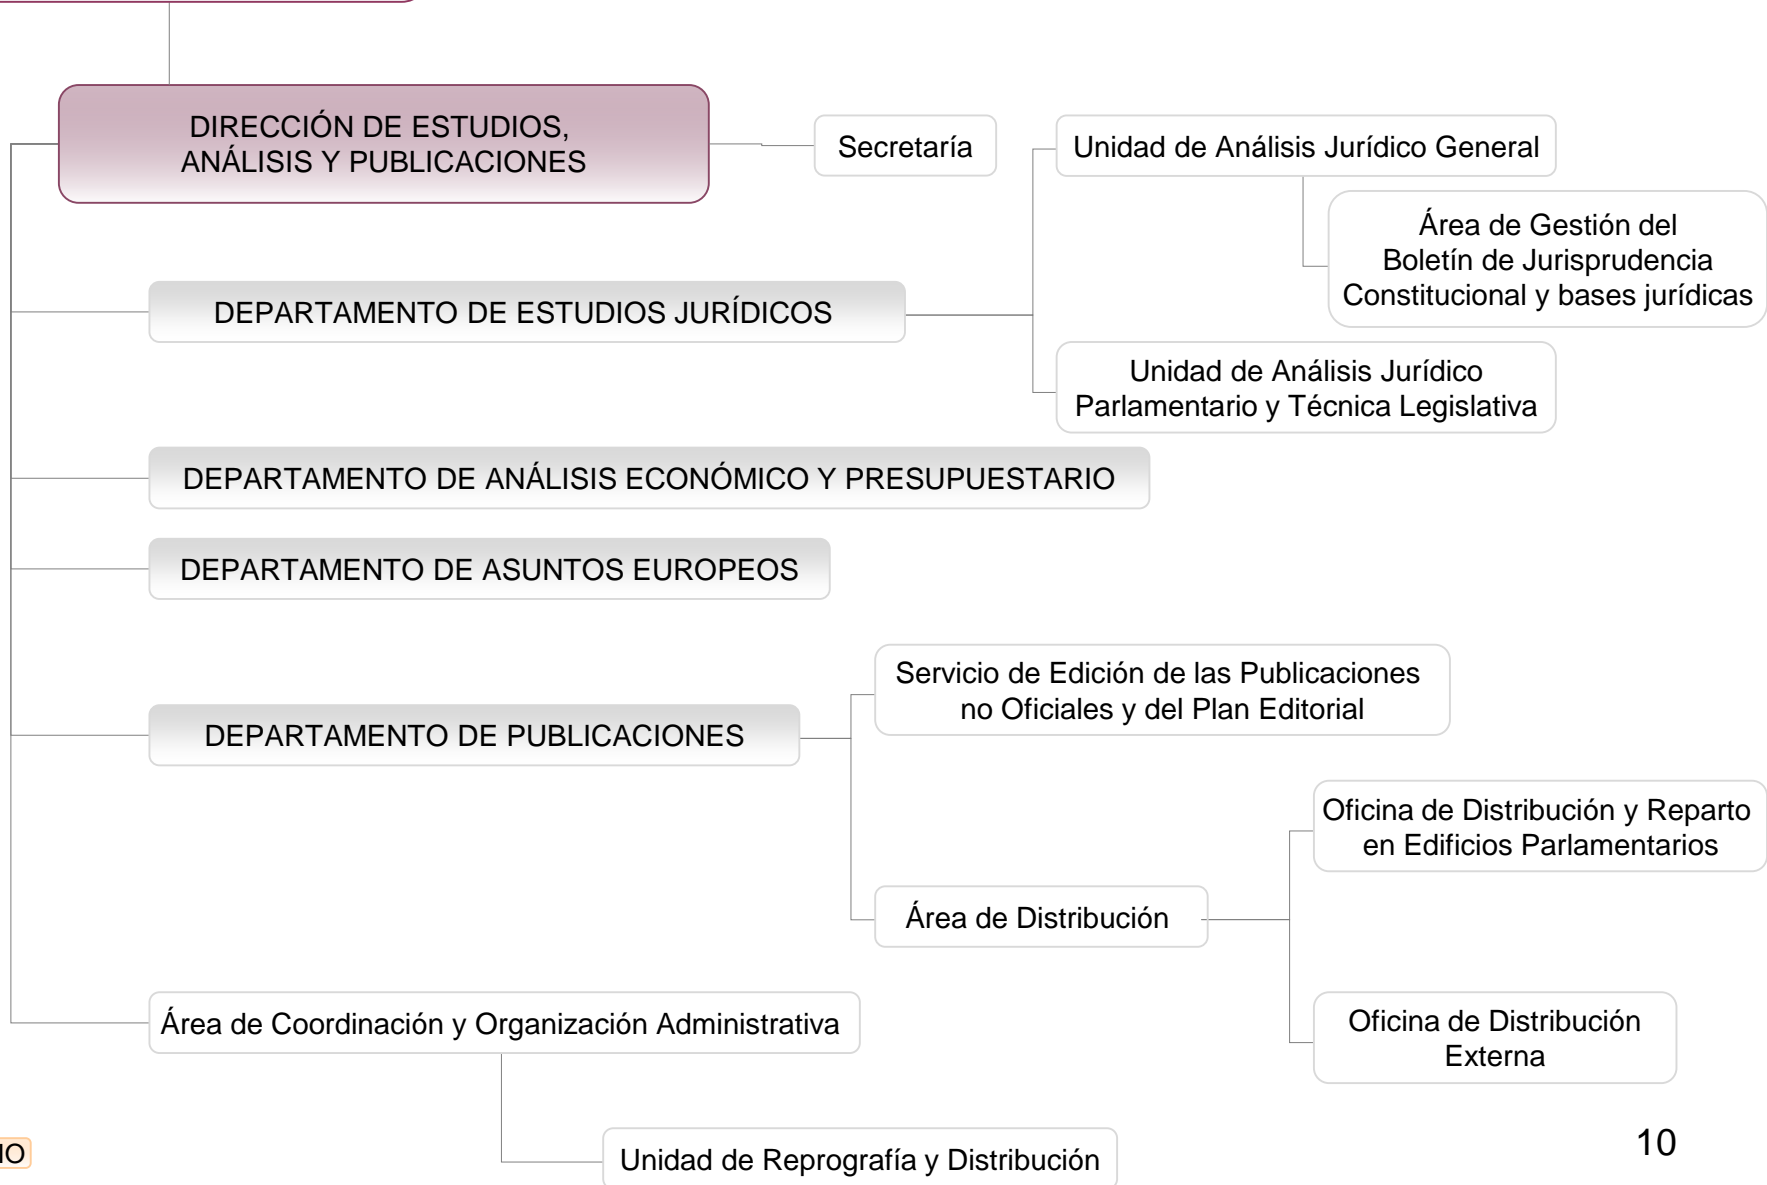 DIRECCIÓN DE ESTUDIOS,
ANÁLISIS Y PUBLICACIONES
Secretaría
Unidad de Análisis Jurídico General
Área de Gestión del
Boletín de Jurisprudencia
Constitucional y bases jurídicas
DEPARTAMENTO DE ESTUDIOS JURÍDICOS
Unidad de Análisis Jurídico
Parlamentario y Técnica Legislativa
DEPARTAMENTO DE ANÁLISIS ECONÓMICO Y PRESUPUESTARIO
DEPARTAMENTO DE ASUNTOS EUROPEOS
Servicio de Edición de las Publicaciones
no Oficiales y del Plan Editorial
DEPARTAMENTO DE PUBLICACIONES
Oficina de Distribución y Reparto
en Edificios Parlamentarios
Área de Distribución
Oficina de Distribución
Externa
Área de Coordinación y Organización Administrativa
Unidad de Reprografía y Distribución
10